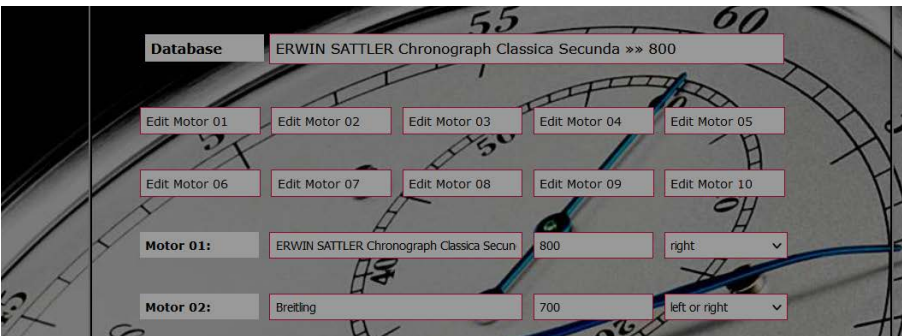 55
60
Database ERWIN SATTLER Chronograph Classica Secunda »» 800
Edit Motor 01 Edit Motor 02 Edit Motor 03 Edit Motor 04 Edit Motor 05
50
Edit Motor 06 Edit Motor 07 Edit Motor 08 Edit Motor 09 Edit Motor 10
Motor 01: ERWIN SATTLER Chronograph Classica Secun 800 right
40
Motor 02: Breitling 700 left or right